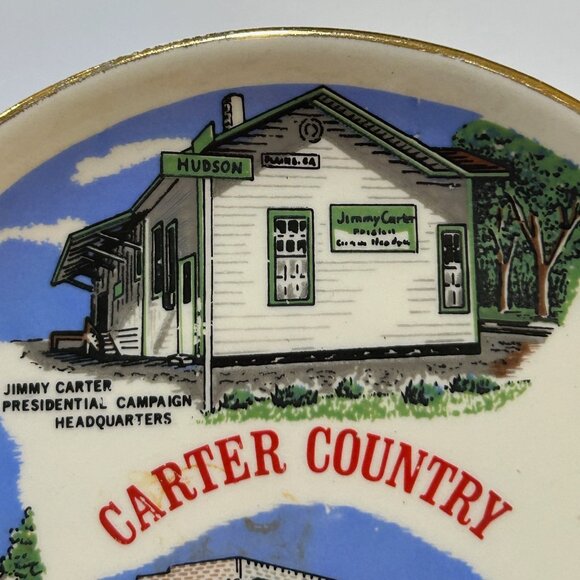 HUDSON
PLAINS, GA
Jimmy Carter
JIMMY CARTER
PRESIDENTIAL CAMPAIGN
HEADQUARTERS
CARTER COUNTRY